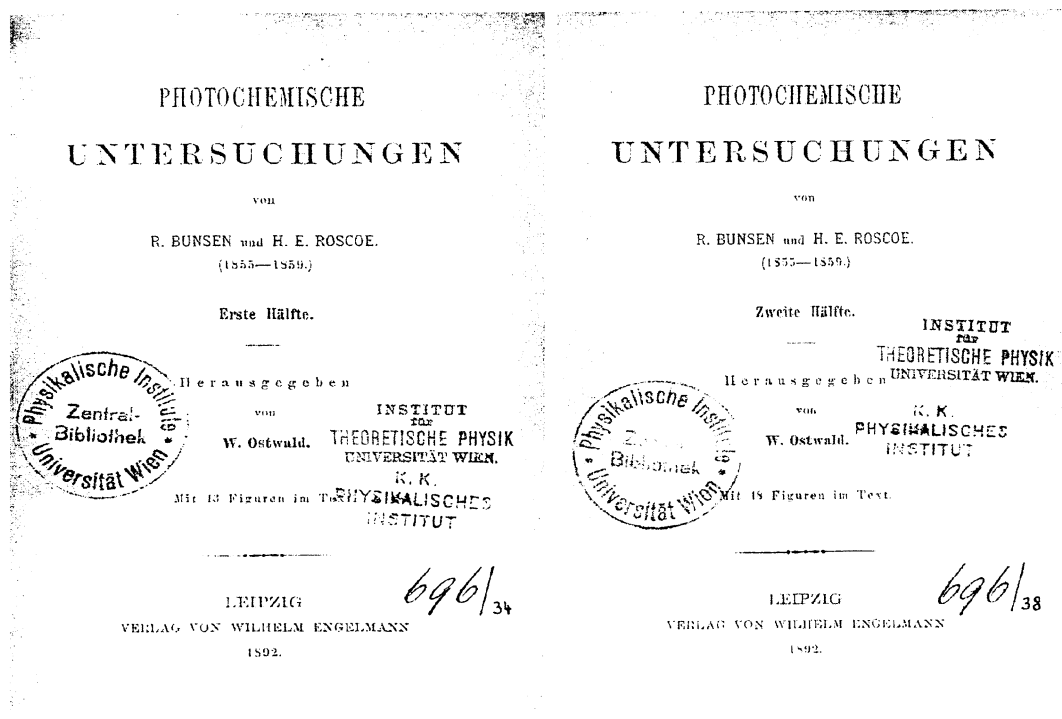 PHOTOCHEMISCHE
UNTERSUCHUNGEN
von
R. BUNSEN und H. E. ROSCOE.
(1855—1859.)
Erste Hälfte.
Herausgegeben
von
W. Ostwald.
Mit 13 Figuren im Text.
Physikalische Institute
Zentral-
Bibliothek
Universität Wien
INSTITUT
für
THEORETISCHE PHYSIK
UNIVERSITÄT WIEN.
K. K.
PHYSIKALISCHES
INSTITUT
696/34
LEIPZIG
VERLAG VON WILHELM ENGELMANN
1892.
PHOTOCHEMISCHE
UNTERSUCHUNGEN
von
R. BUNSEN und H. E. ROSCOE.
(1855—1859.)
Zweite Hälfte.
INSTITUT
für
THEORETISCHE PHYSIK
UNIVERSITÄT WIEN.
Herausgegeben
von
W. Ostwald.
K. K.
PHYSIKALISCHES
INSTITUT
Physikalische Institute
Zentral-
Bibliothek
Universität Wien
Mit 18 Figuren im Text.
696/38
LEIPZIG
VERLAG VON WILHELM ENGELMANN
1892.